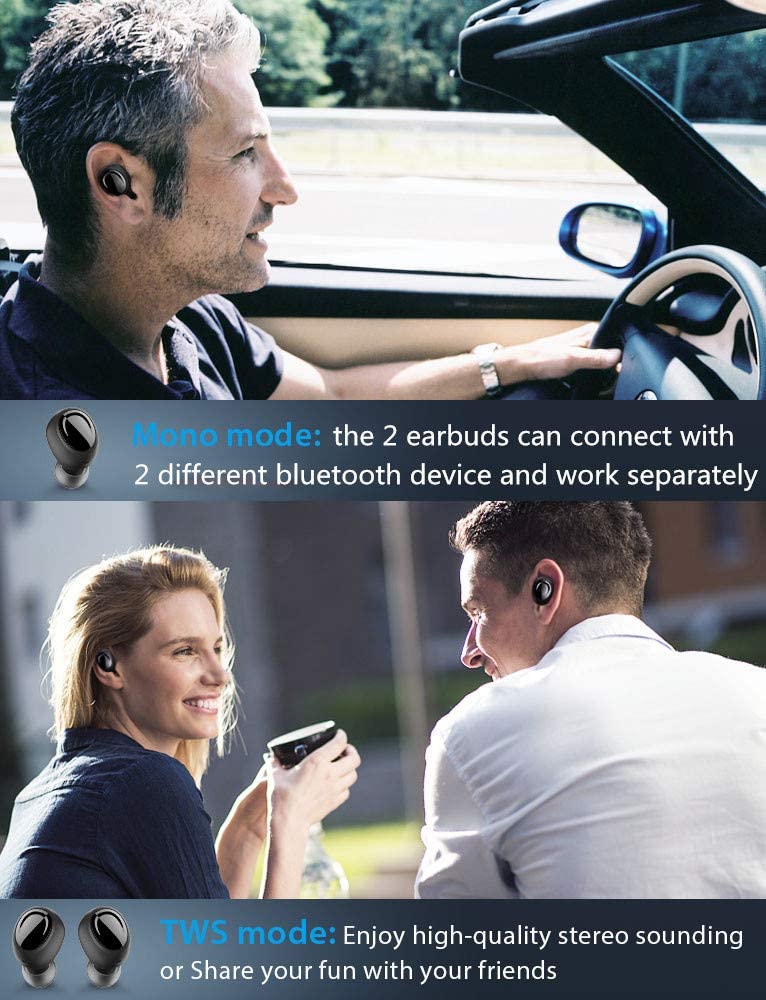 Mono mode: the 2 earbuds can connect with
2 different bluetooth device and work separately
TWS mode: Enjoy high-quality stereo sounding
or Share your fun with your friends